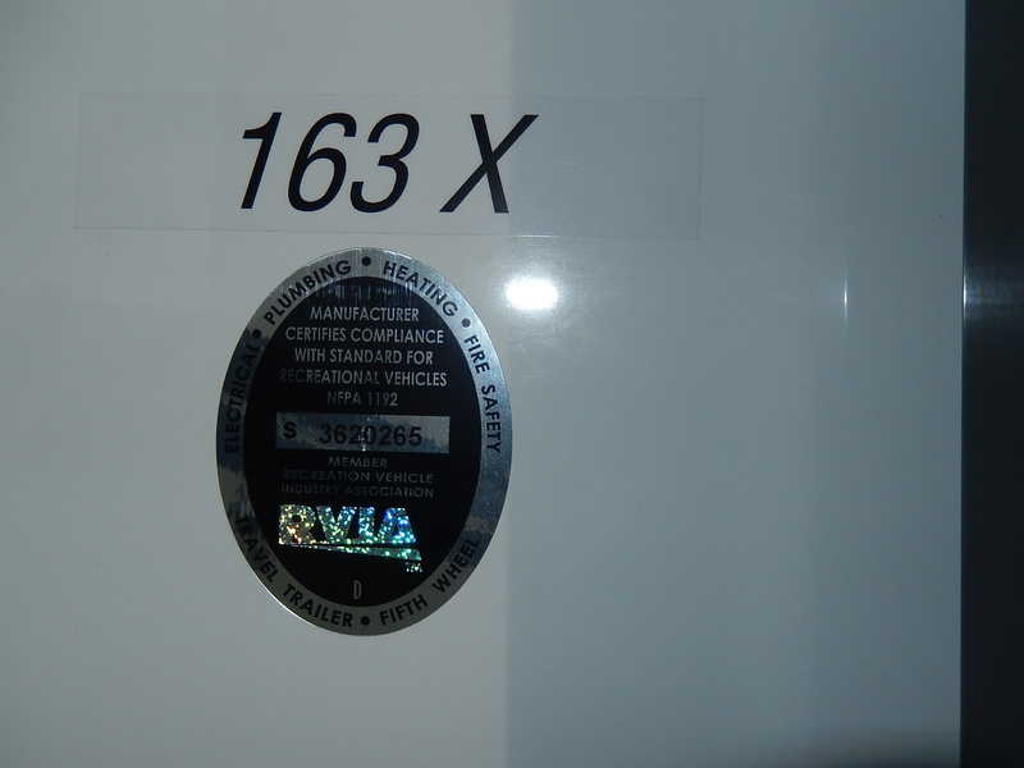 163 X
PLUMBING • HEATING • FIRE SAFETY
ELECTRICAL •
MANUFACTURER
CERTIFIES COMPLIANCE
WITH STANDARD FOR
RECREATIONAL VEHICLES
NFPA 1192
S 3620265
MEMBER
RECREATION VEHICLE
INDUSTRY ASSOCIATION
RVIA
TM
D
TRAVEL TRAILER • FIFTH WHEEL